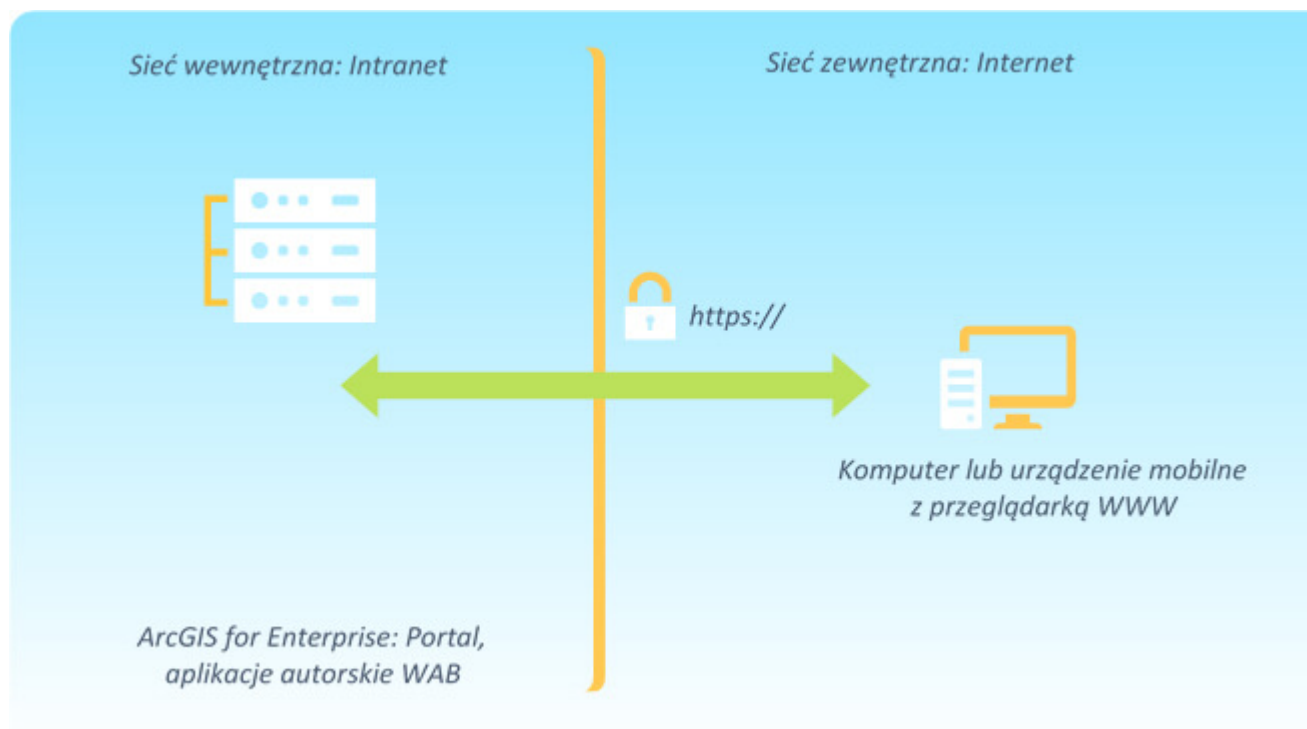 Sieć wewnętrzna: Intranet
Sieć zewnętrzna: Internet
https://
Komputer lub urządzenie mobilne
z przeglądarką WWW
ArcGIS for Enterprise: Portal,
aplikacje autorskie WAB